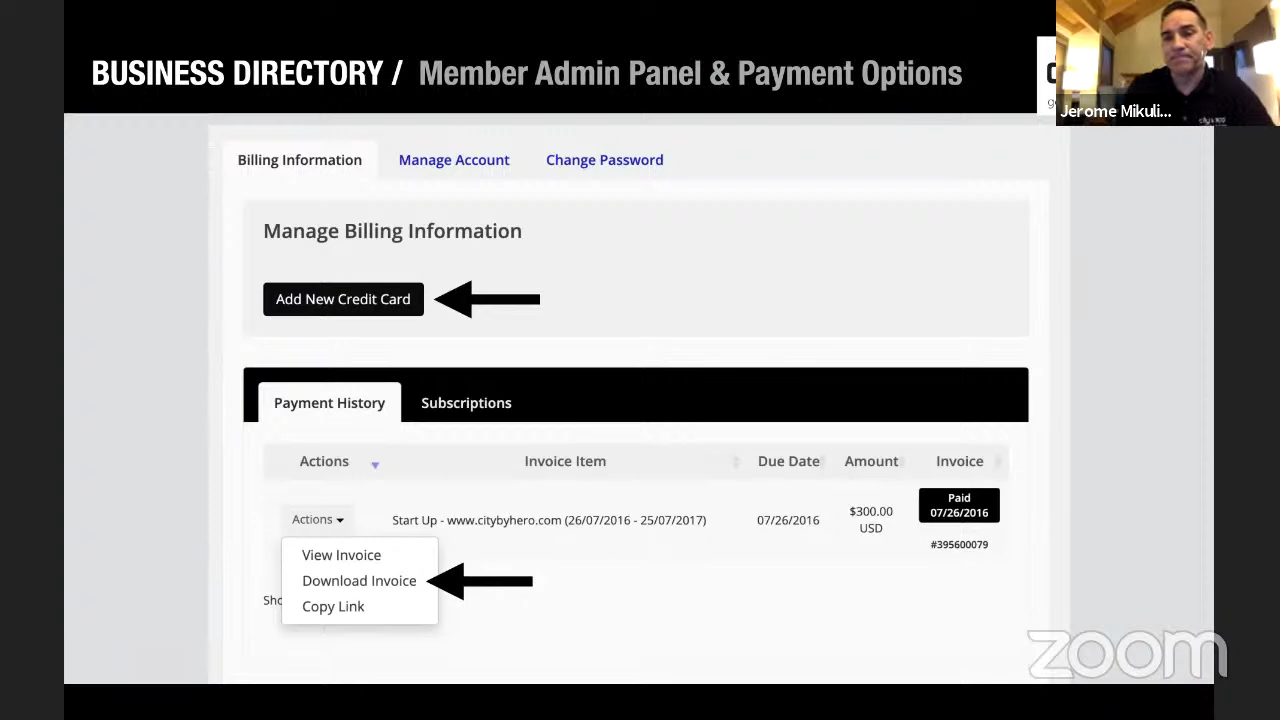 BUSINESS DIRECTORY / Member Admin Panel & Payment Options
Jerome Mikuli...
Billing Information Manage Account Change Password
Manage Billing Information
Add New Credit Card
Payment History Subscriptions
Actions Invoice Item Due Date Amount Invoice
Actions Start Up - www.citybyhero.com (26/07/2016 - 25/07/2017) 07/26/2016 $300.00 USD Paid 07/26/2016
#395600079
View Invoice
Download Invoice
Copy Link
Sho
zoom